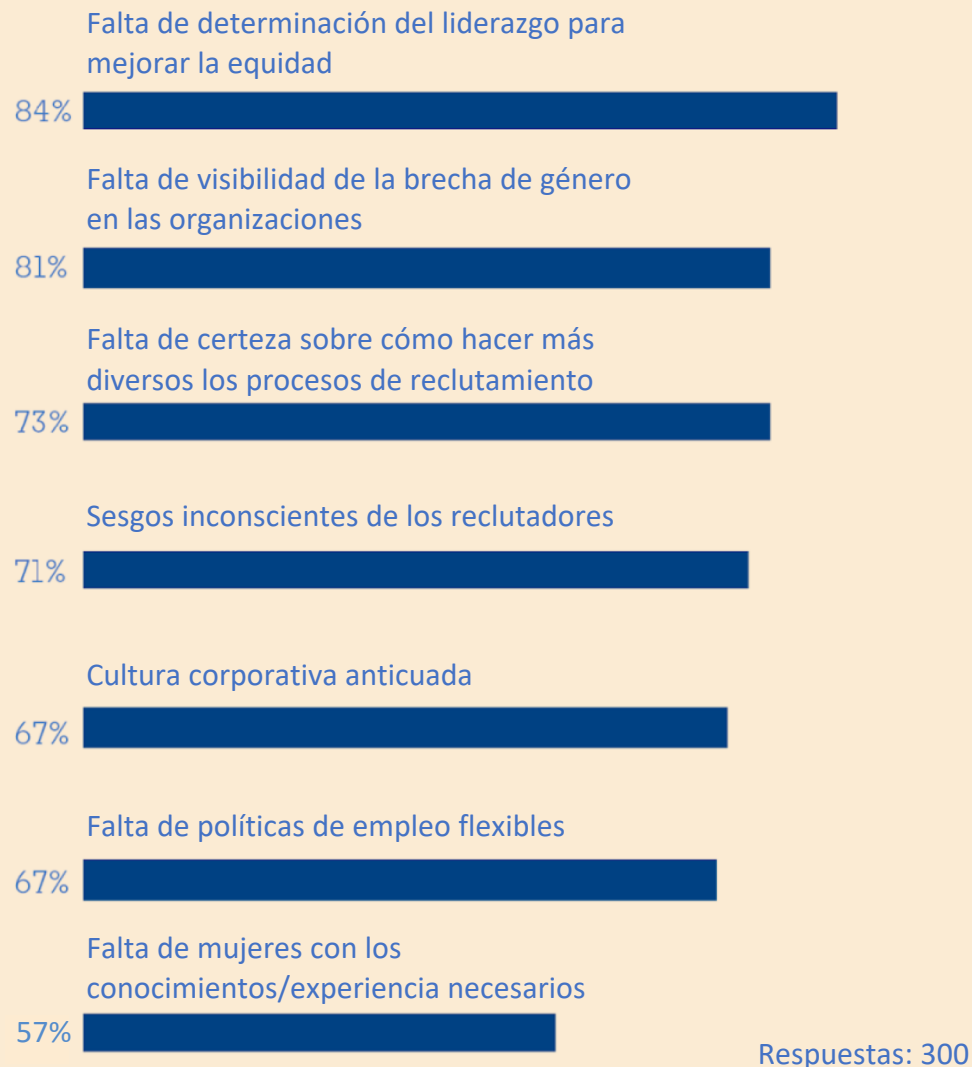 Falta de determinación del liderazgo para
mejorar la equidad
84%
Falta de visibilidad de la brecha de género
en las organizaciones
81%
Falta de certeza sobre cómo hacer más
diversos los procesos de reclutamiento
73%
Sesgos inconscientes de los reclutadores
71%
Cultura corporativa anticuada
67%
Falta de políticas de empleo flexibles
67%
Falta de mujeres con los
conocimientos/experiencia necesarios
57%
Respuestas: 300